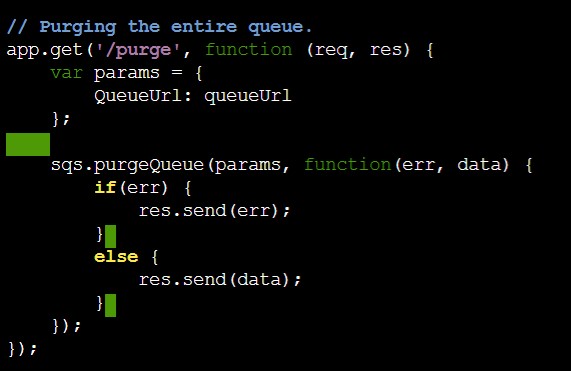 // Purging the entire queue.
app.get('/purge', function (req, res) {
    var params = {
        QueueUrl: queueUrl
    };

    sqs.purgeQueue(params, function(err, data) {
        if(err) {
            res.send(err);
        }
        else {
            res.send(data);
        }
    });
});